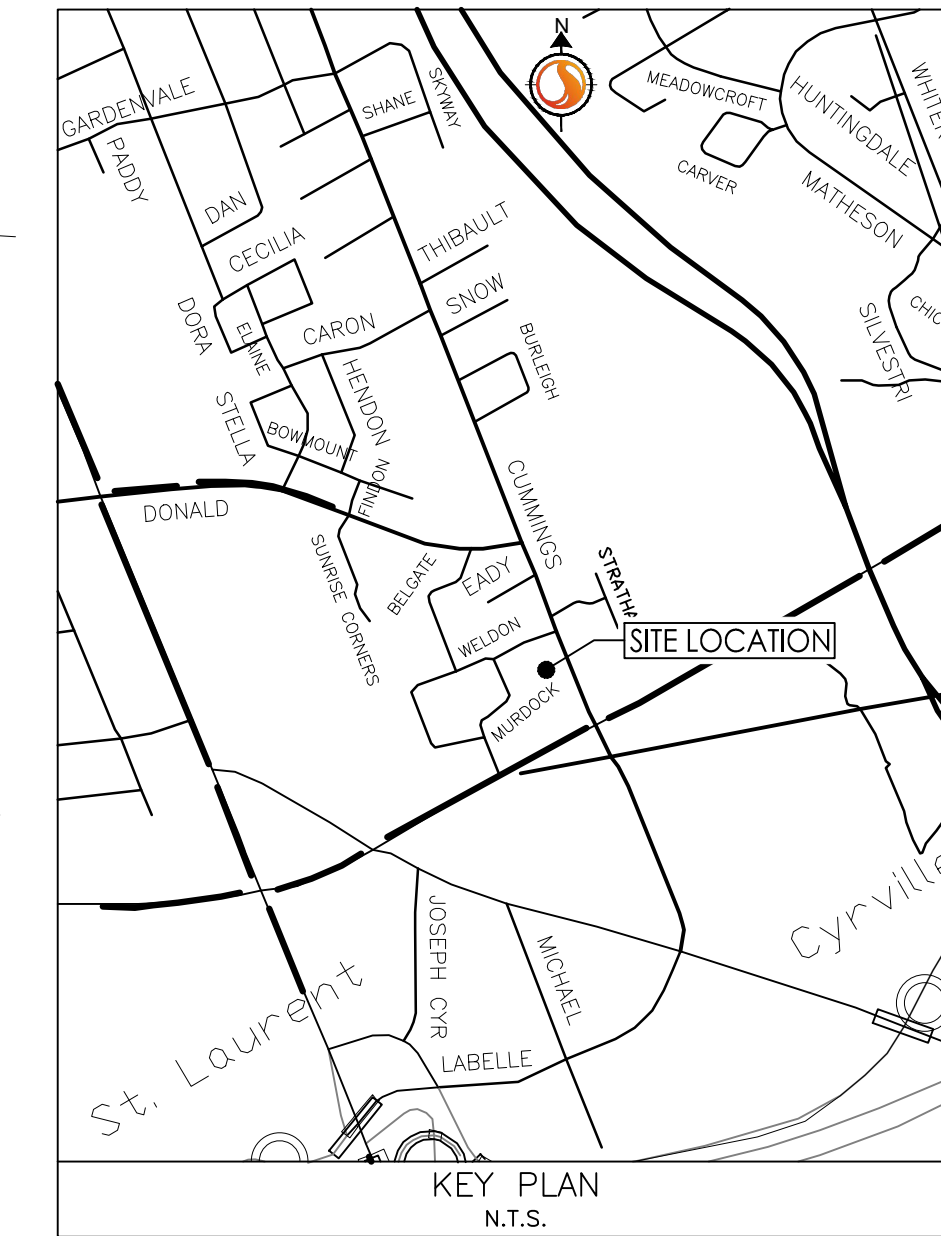 N
GARDENVALE
PADDY
SHANE
SKYWAY
MEADOWCROFT
HUNTINGDALE
CARVER
MATHESON
DAN
CECILIA
THIBAULT
SNOW
DORA
ELAINE
CARON
BURLEIGH
SILVESTRI
HENDON
STELLA
BOWMOUNT
FINDON
CUMMINGS
DONALD
SUNRISE CORNERS
BELGATE
EADY
WELDON
SITE LOCATION
MURDOCK
JOSEPH CYR
MICHAEL
Cyrville
St. Laurent
LABELLE
KEY PLAN
N.T.S.